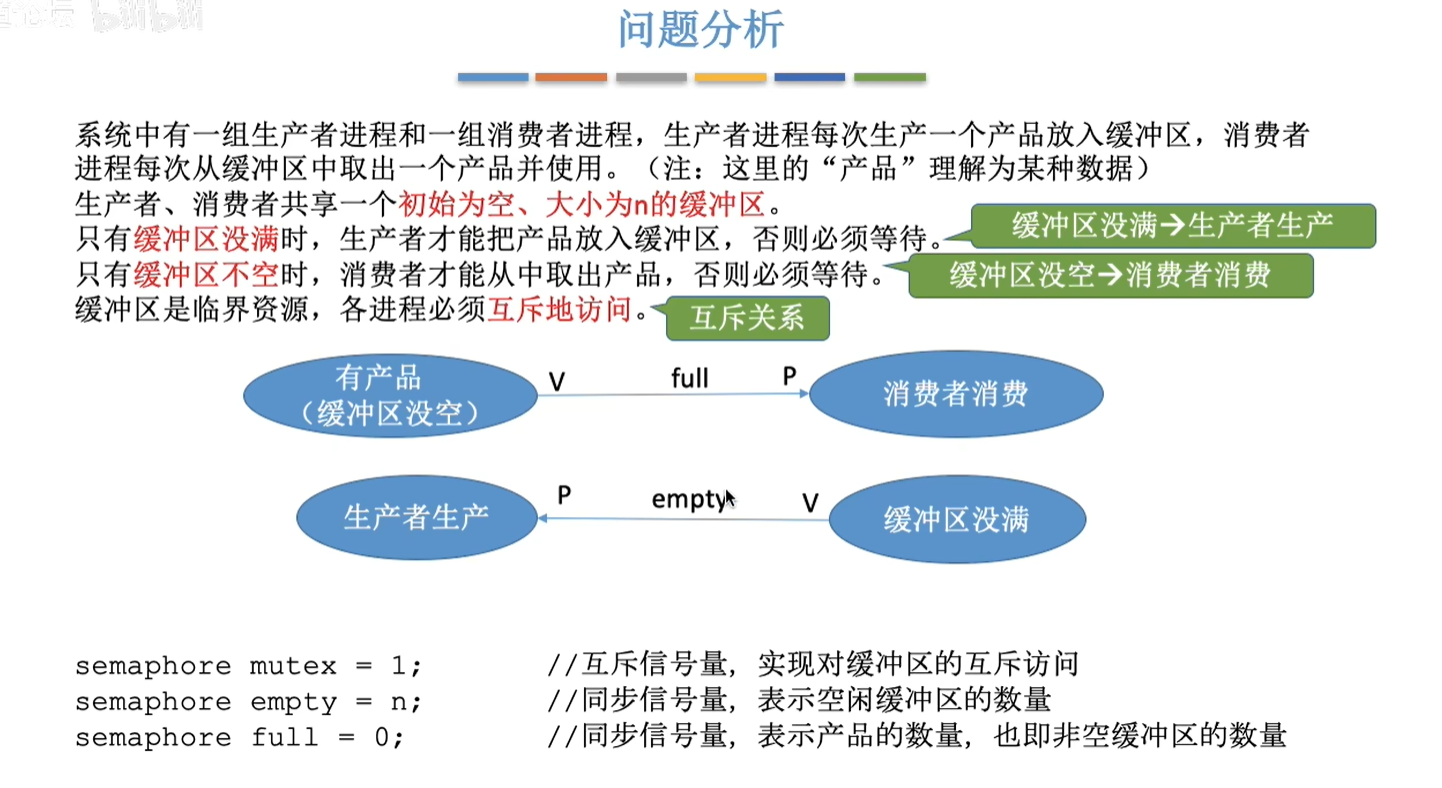 bilibili
问题分析
系统中有一组生产者进程和一组消费者进程，生产者进程每次生产一个产品放入缓冲区，消费者
进程每次从缓冲区中取出一个产品并使用。（注：这里的“产品”理解为某种数据）
生产者、消费者共享一个初始为空、大小为n的缓冲区。
只有缓冲区没满时，生产者才能把产品放入缓冲区，否则必须等待。
缓冲区没满→生产者生产
只有缓冲区不空时，消费者才能从中取出产品，否则必须等待。
缓冲区没空→消费者消费
缓冲区是临界资源，各进程必须互斥地访问。
互斥关系
有产品
（缓冲区没空）
V full P
消费者消费
生产者生产
P empty V
缓冲区没满
semaphore mutex = 1; //互斥信号量，实现对缓冲区的互斥访问
semaphore empty = n; //同步信号量，表示空闲缓冲区的数量
semaphore full = 0; //同步信号量，表示产品的数量，也即非空缓冲区的数量